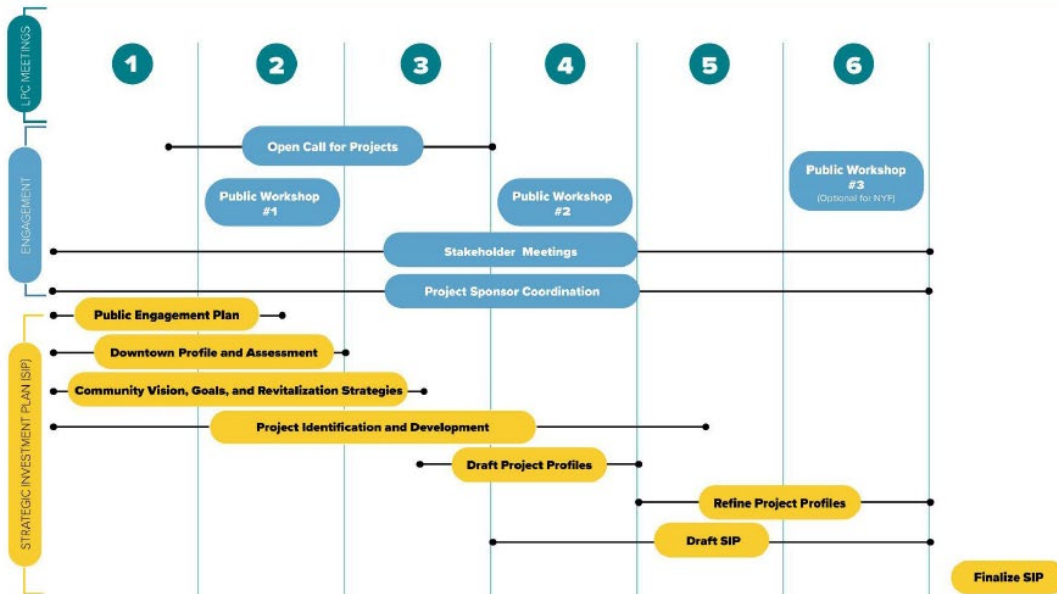 LPC MEETINGS
1
2
3
4
5
6
ENGAGEMENT
Open Call for Projects
Public Workshop
#1
Public Workshop
#2
Public Workshop
#3
(Optional for NYF)
Stakeholder Meetings
Project Sponsor Coordination
STRATEGIC INVESTMENT PLAN (SIP)
Public Engagement Plan
Downtown Profile and Assessment
Community Vision, Goals, and Revitalization Strategies
Project Identification and Development
Draft Project Profiles
Refine Project Profiles
Draft SIP
Finalize SIP